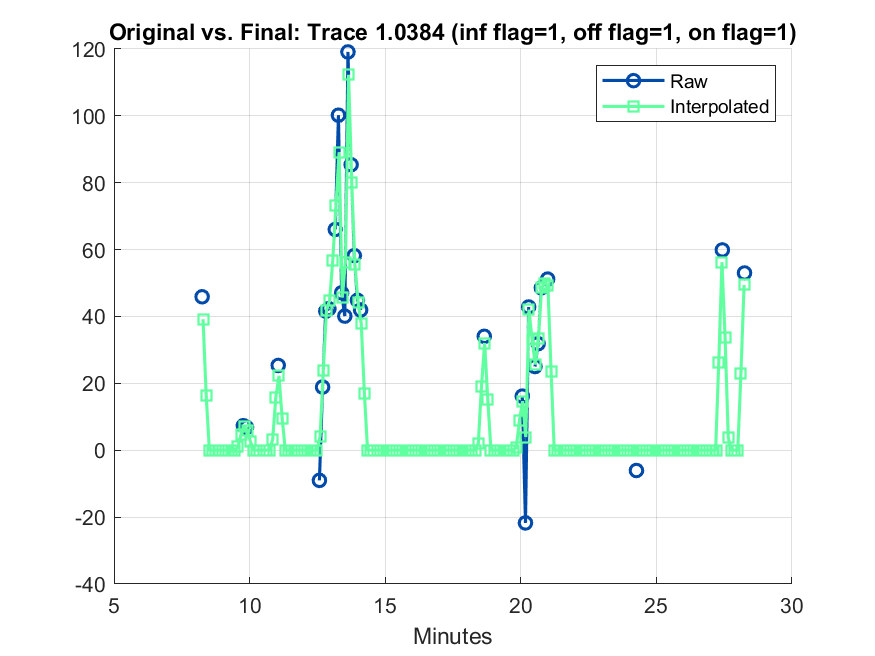 Original vs. Final: Trace 1.0384 (inf flag=1, off flag=1, on flag=1)
Raw
Interpolated
120
100
80
60
40
20
0
-20
-40
5 10 15 20 25 30
Minutes